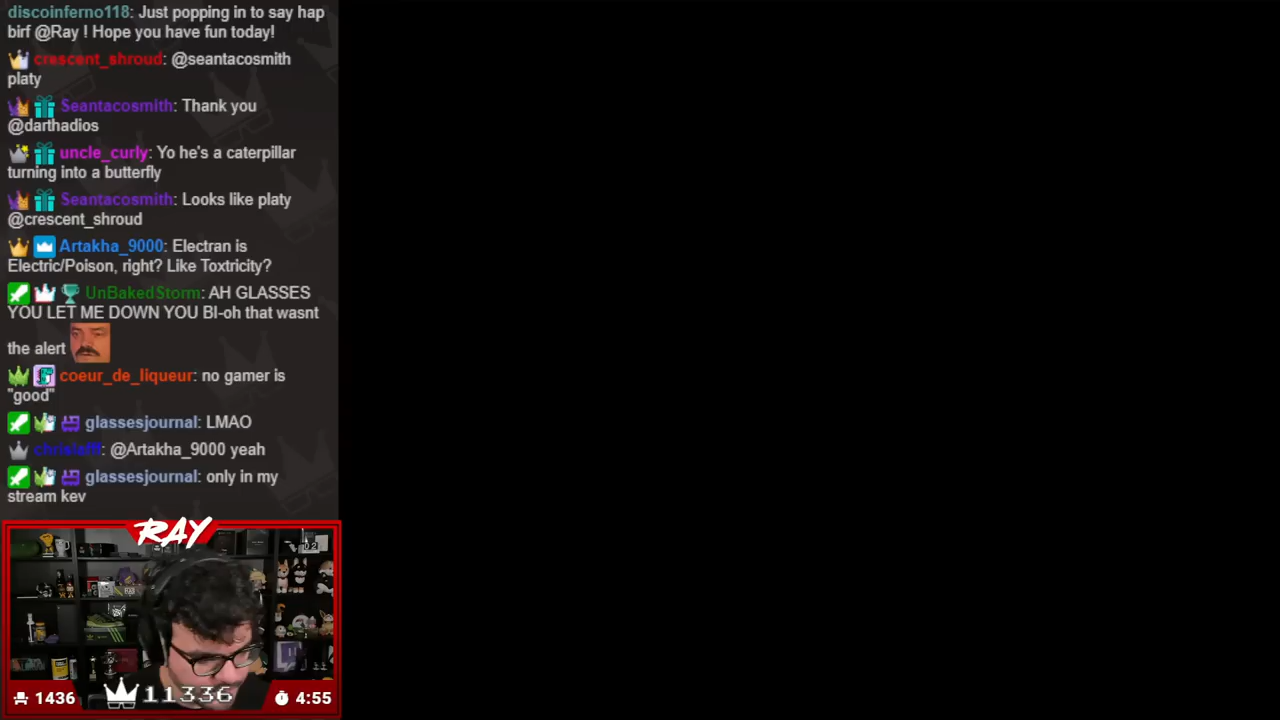 discoinferno118: Just popping in to say hap
birf @Ray ! Hope you have fun today!
crescent_shroud: @seantacosmith
platy
Seantacosmith: Thank you
@darthadios
uncle_curly: Yo he's a caterpillar
turning into a butterfly
Seantacosmith: Looks like platy
@crescent_shroud
Artakha_9000: Electran is
Electric/Poison, right? Like Toxtricity?
UnBakedStorm: AH GLASSES
YOU LET ME DOWN YOU BI-oh that wasnt
the alert
coeur_de_liqueur: no gamer is
"good"
glassesjournal: LMAO
@Artakha_9000 yeah
glassesjournal: only in my
stream kev
RAY
1436 11336 4:55